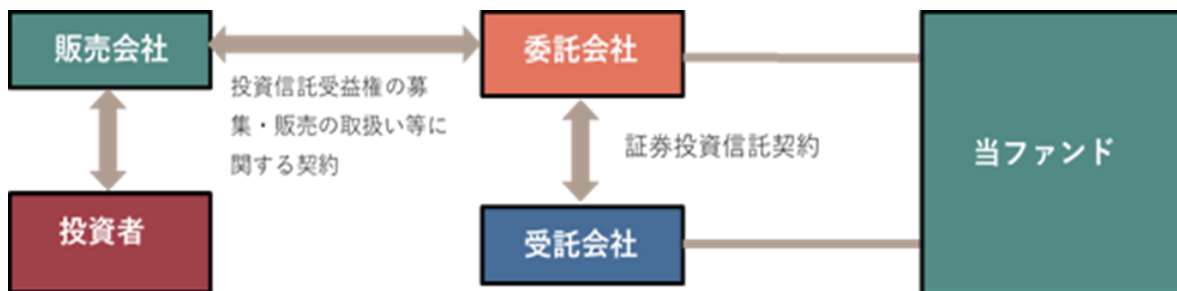 販売会社
委託会社
投資信託受益権の募
集・販売の取扱い等に
関する契約
証券投資信託契約
当ファンド
投資者
受託会社